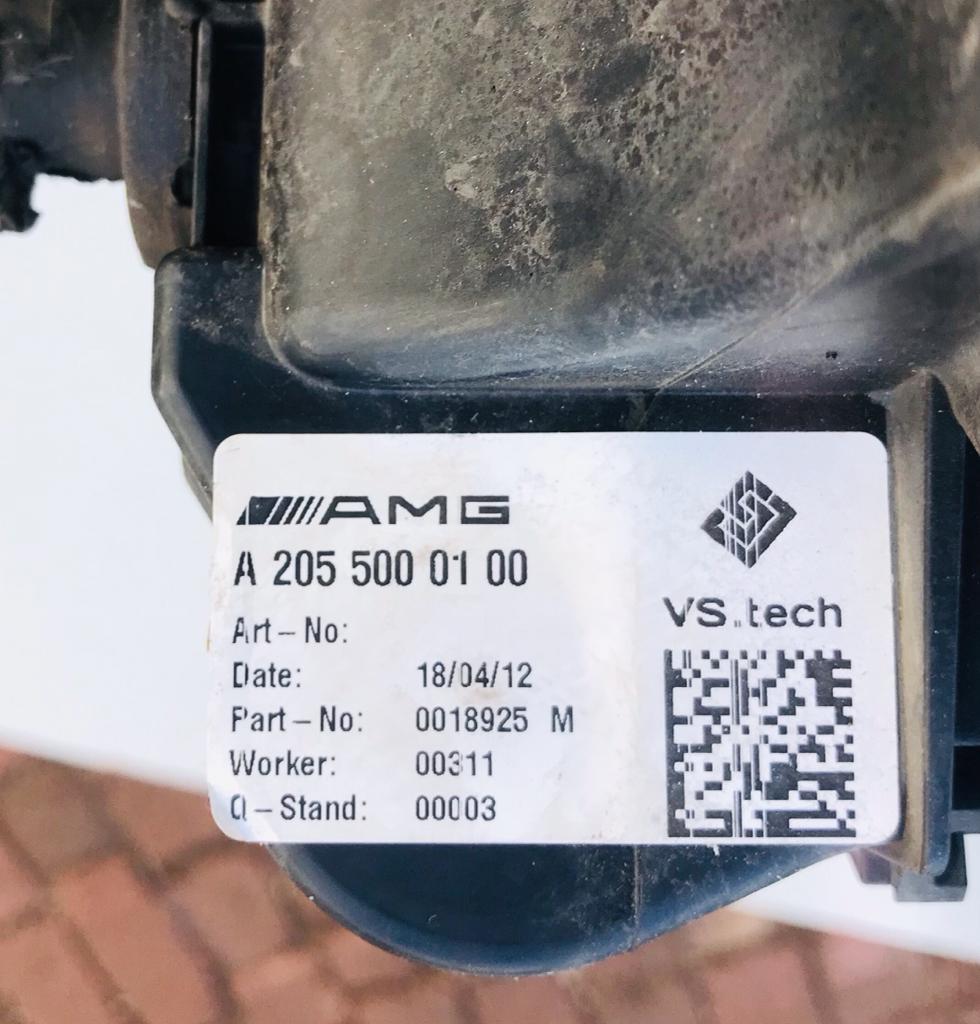 AMG
A 205 500 01 00
Art-No:
Date: 18/04/12
Part-No: 0018925 M
Worker: 00311
Q-Stand: 00003
VS.tech